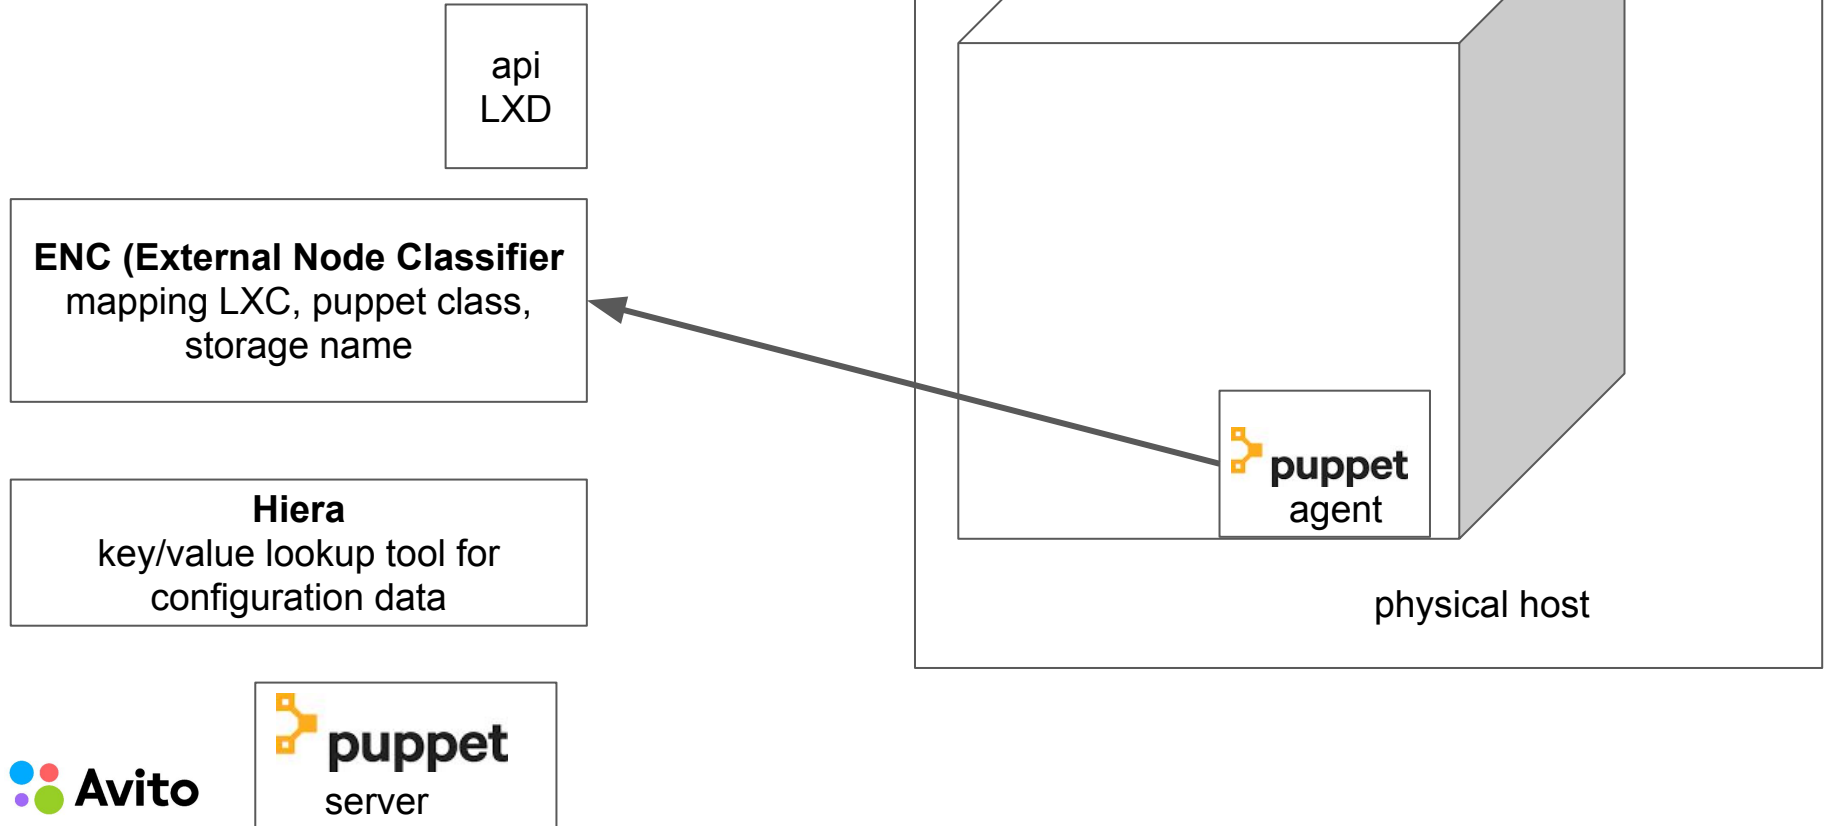 api
LXD
ENC (External Node Classifier
mapping LXC, puppet class,
storage name
Hiera
key/value lookup tool for
configuration data
puppet
agent
physical host
puppet
server
Avito